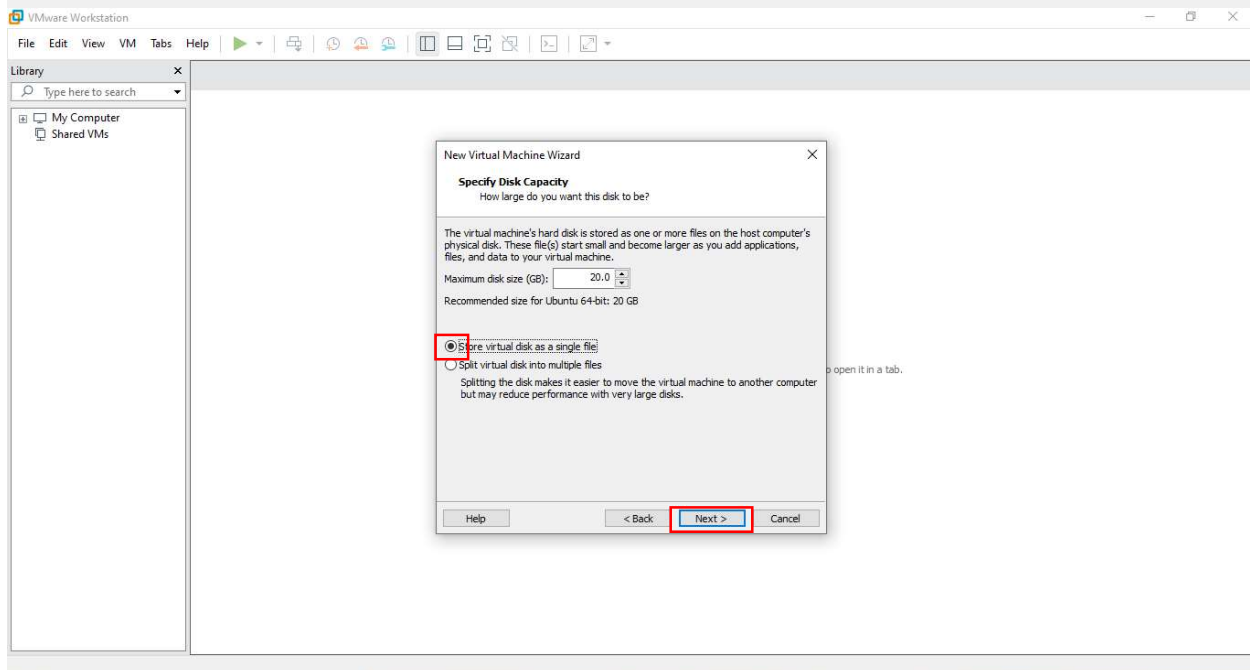 VMware Workstation
File Edit View VM Tabs Help
Library
Type here to search
My Computer
Shared VMs
New Virtual Machine Wizard
Specify Disk Capacity
How large do you want this disk to be?
The virtual machine's hard disk is stored as one or more files on the host computer's
physical disk. These file(s) start small and become larger as you add applications,
files, and data to your virtual machine.
Maximum disk size (GB): 20.0
Recommended size for Ubuntu 64-bit: 20 GB
Store virtual disk as a single file
Split virtual disk into multiple files
Splitting the disk makes it easier to move the virtual machine to another computer
but may reduce performance with very large disks.
open it in a tab.
Help < Back Next > Cancel